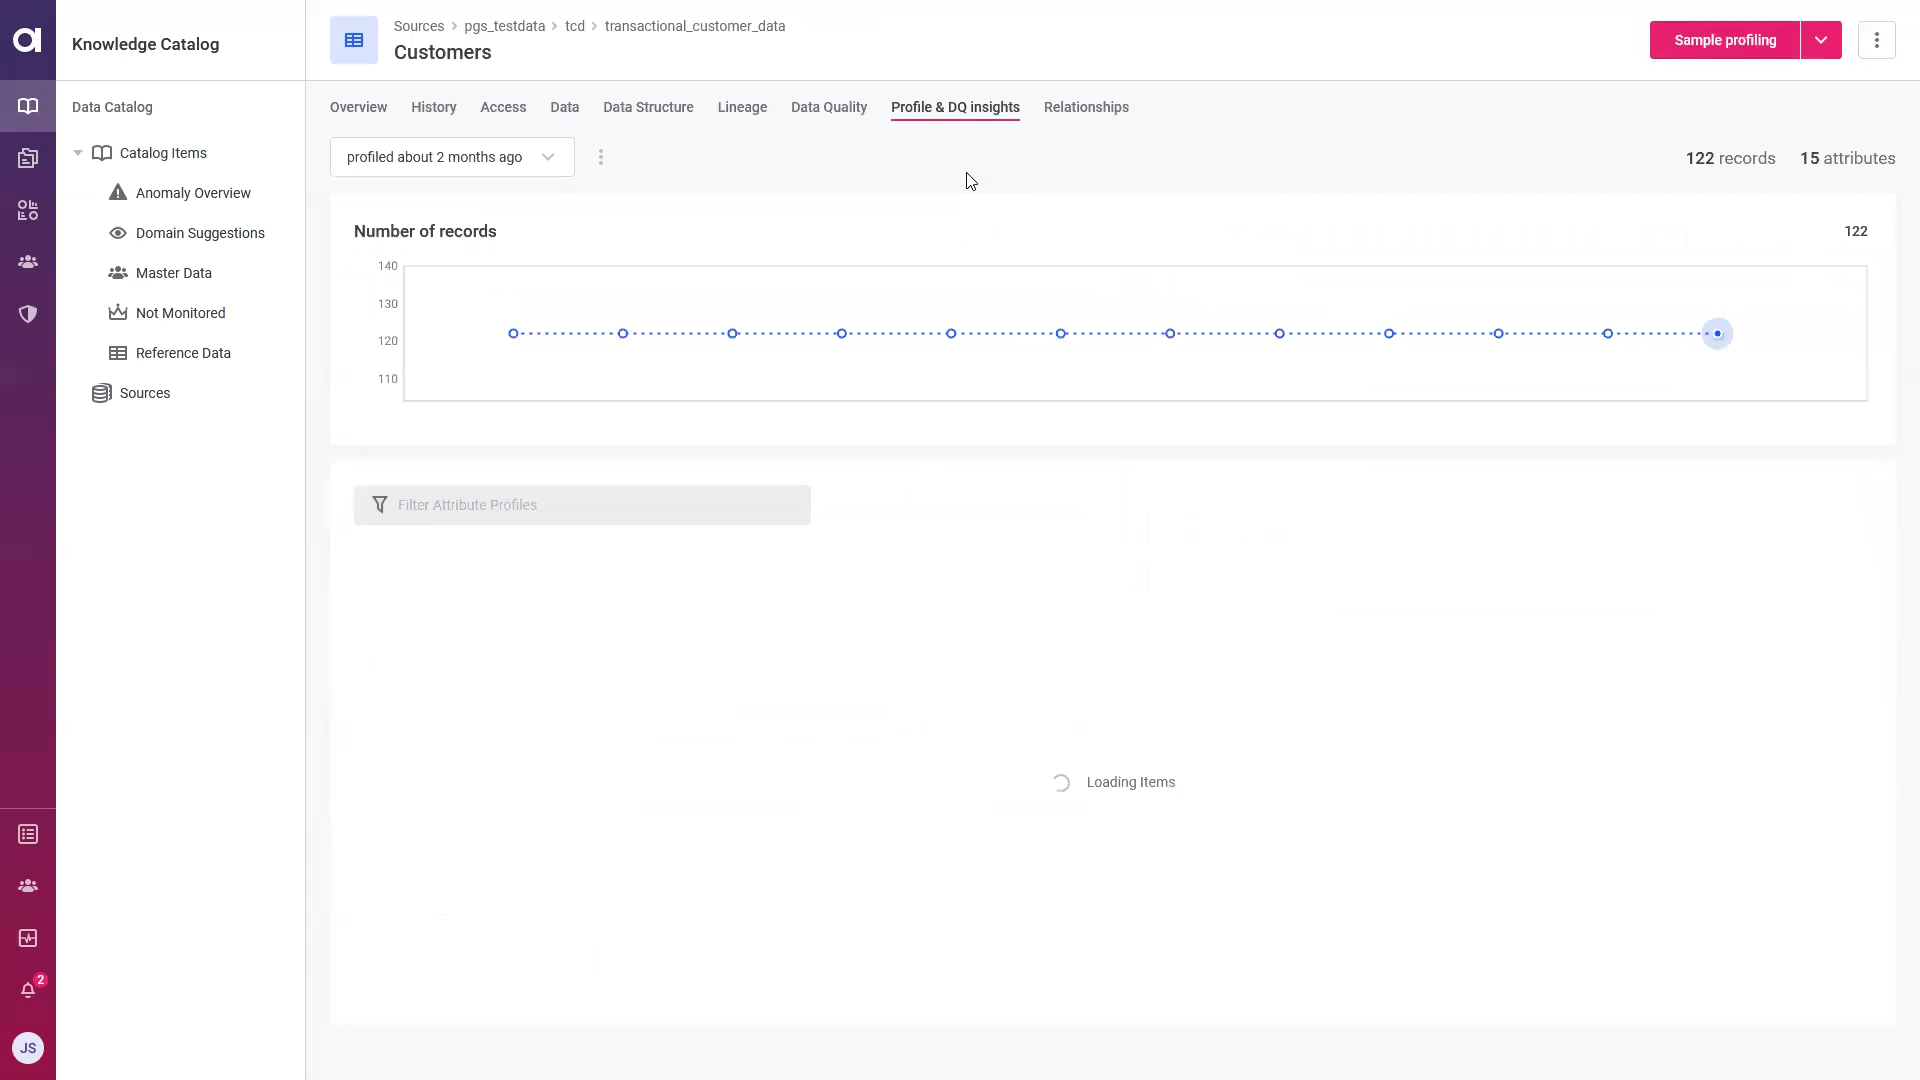 Knowledge Catalog
Sources > pgs_testdata > tcd > transactional_customer_data
Customers
Sample profiling
Data Catalog
Catalog Items
Anomaly Overview
Domain Suggestions
Master Data
Not Monitored
Reference Data
Sources
Overview
History
Access
Data
Data Structure
Lineage
Data Quality
Profile & DQ insights
Relationships
profiled about 2 months ago
122 records
15 attributes
Number of records
122
140
130
120
110
Filter Attribute Profiles
Loading Items
2
JS